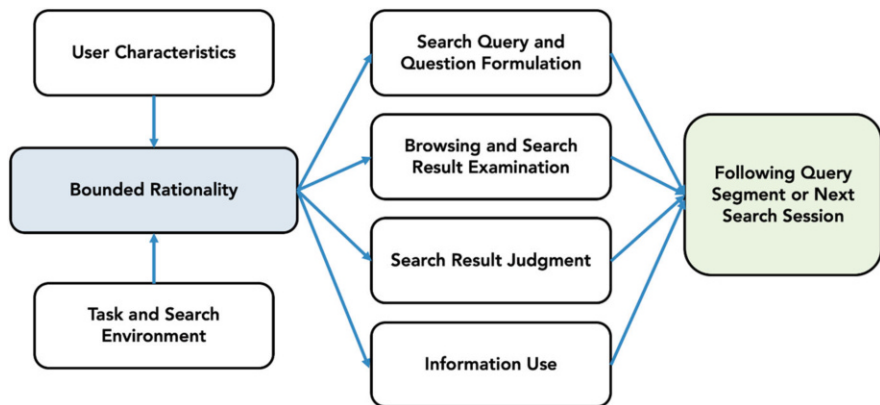 User Characteristics
Bounded Rationality
Task and Search
Environment
Search Query and
Question Formulation
Browsing and Search
Result Examination
Search Result Judgment
Information Use
Following Query
Segment or Next
Search Session